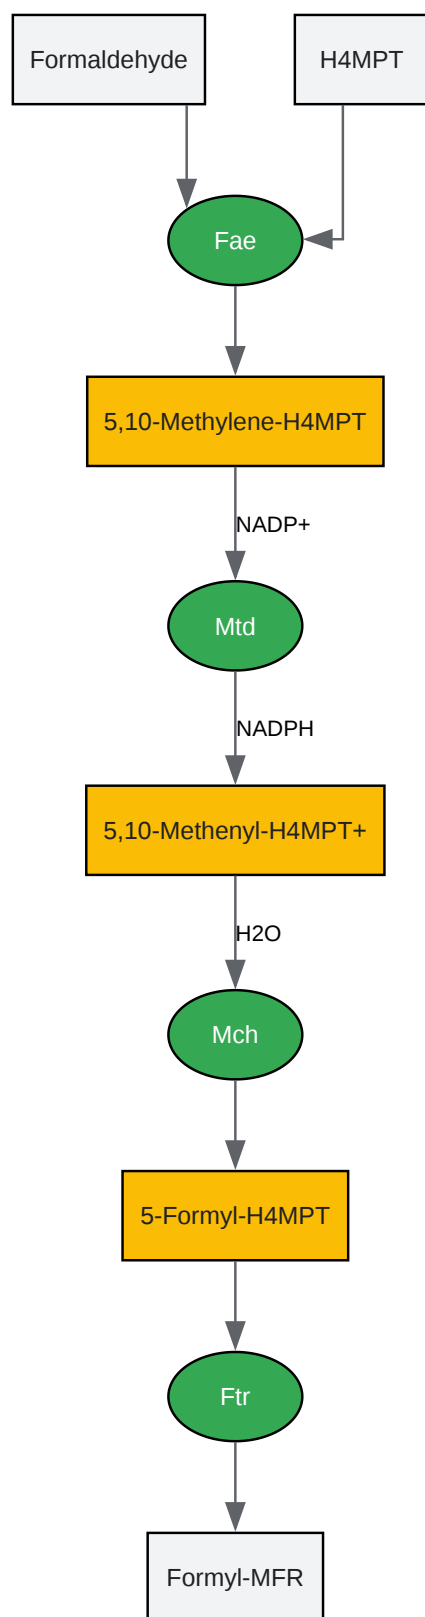 Formaldehyde
H4MPT
Fae
5,10-Methylene-H4MPT
NADP+
Mtd
NADPH
5,10-Methenyl-H4MPT+
H2O
Mch
5-Formyl-H4MPT
Ftr
Formyl-MFR